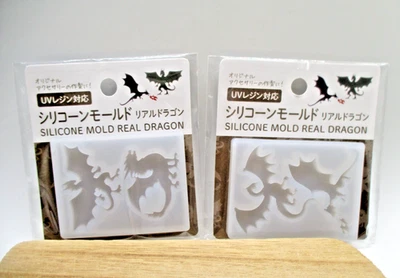 オリジナル
アクセサリーの作製に!
UVレジン対応
シリコーンモールド リアルドラゴン
SILICONE MOLD REAL DRAGON
オリジナル
アクセサリーの作製に!
UVレジン対応
シリコーンモールド リアルドラゴン
SILICONE MOLD REAL DRAGON